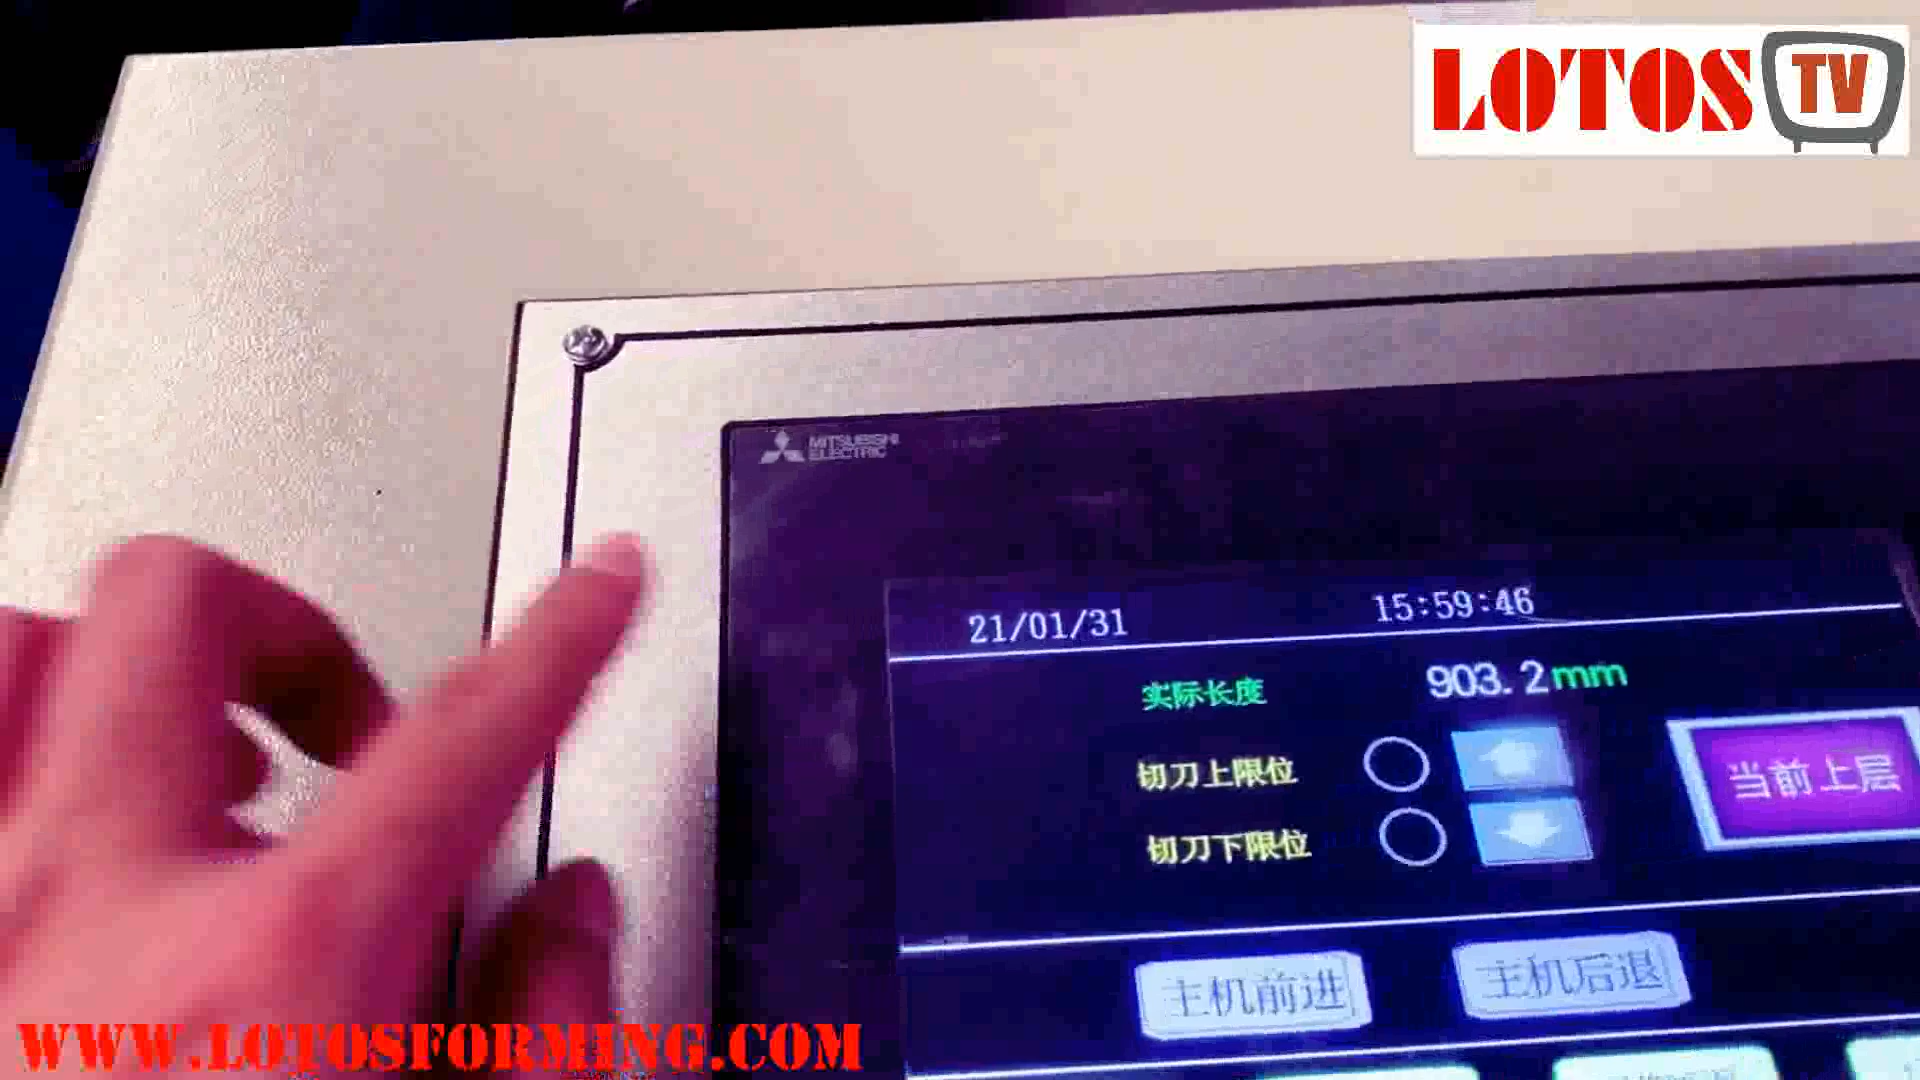 LOTOS TV
MITSUBISHI
ELECTRIC
21/01/31 15:59:46
实际长度 903.2mm
切刀上限位
当前上层
切刀下限位
主机前进 主机后退
WWW.LOTOSFORMING.COM